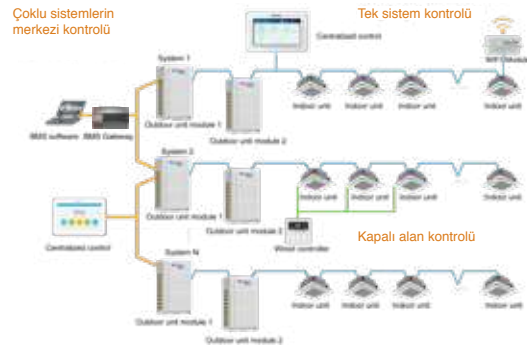 Çoklu sistemlerin
merkezi kontrolü
Tek sistem kontrolü
Centralized control
System 1
WiFi Module
Outdoor unit module 1
Outdoor unit module 2
Indoor unit
Indoor unit
Indoor unit
Indoor unit
BMS software
BMS Gateway
System 2
Outdoor unit module 1
Outdoor unit module 2
Indoor unit
Indoor unit
Indoor unit
Indoor unit
Wired controller
Kapalı alan kontrolü
Centralized control
System N
Outdoor unit module 1
Outdoor unit module 2
Indoor unit
Indoor unit
Indoor unit
Indoor unit